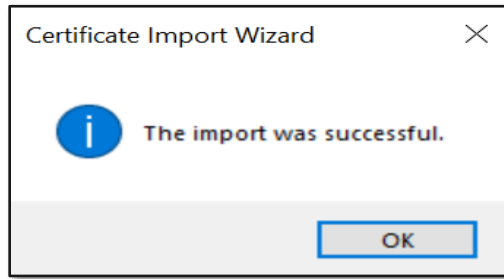 Certificate Import Wizard
The import was successful.
OK